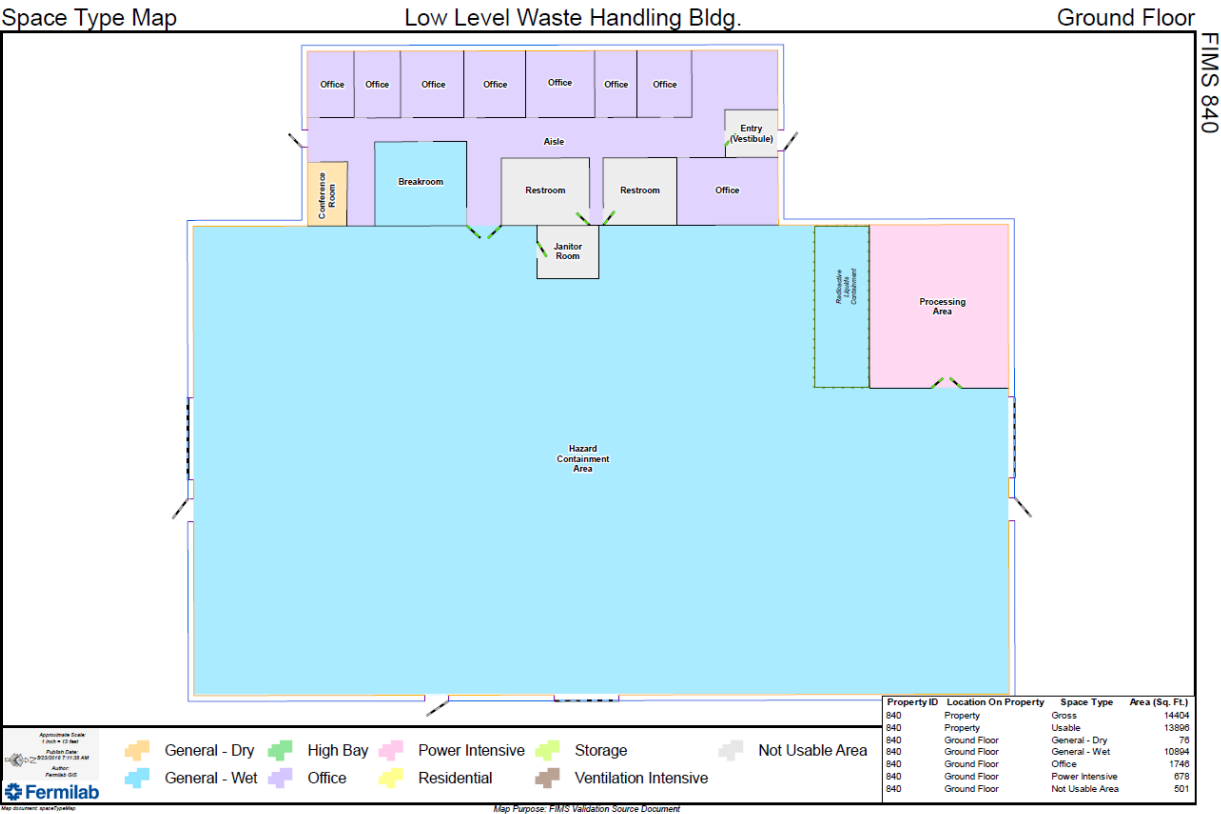 Space Type Map
Low Level Waste Handling Bldg.
Ground Floor
FIMS 840
Office
Office
Office
Office
Office
Office
Office
Entry
(Vestibule)
Aisle
Conference
Room
Breakroom
Restroom
Restroom
Office
Janitor
Room
Radioactive
Liquids
Containment
Processing
Area
Hazard
Containment
Area
Property ID Location On Property Space Type Area (Sq. Ft.)
840 Property Gross 14404
840 Property Usable 13896
840 Ground Floor General - Dry 76
840 Ground Floor General - Wet 10894
840 Ground Floor Office 1746
840 Ground Floor Power Intensive 678
840 Ground Floor Not Usable Area 501
Approximate Scale:
1 inch = 13 feet
Publish Date:
Author:
Fermilab GIS
General - Dry
High Bay
Power Intensive
Storage
Not Usable Area
General - Wet
Office
Residential
Ventilation Intensive
Fermilab
Map document: spaceTypeMap
Map Purpose: FIMS Validation Source Document